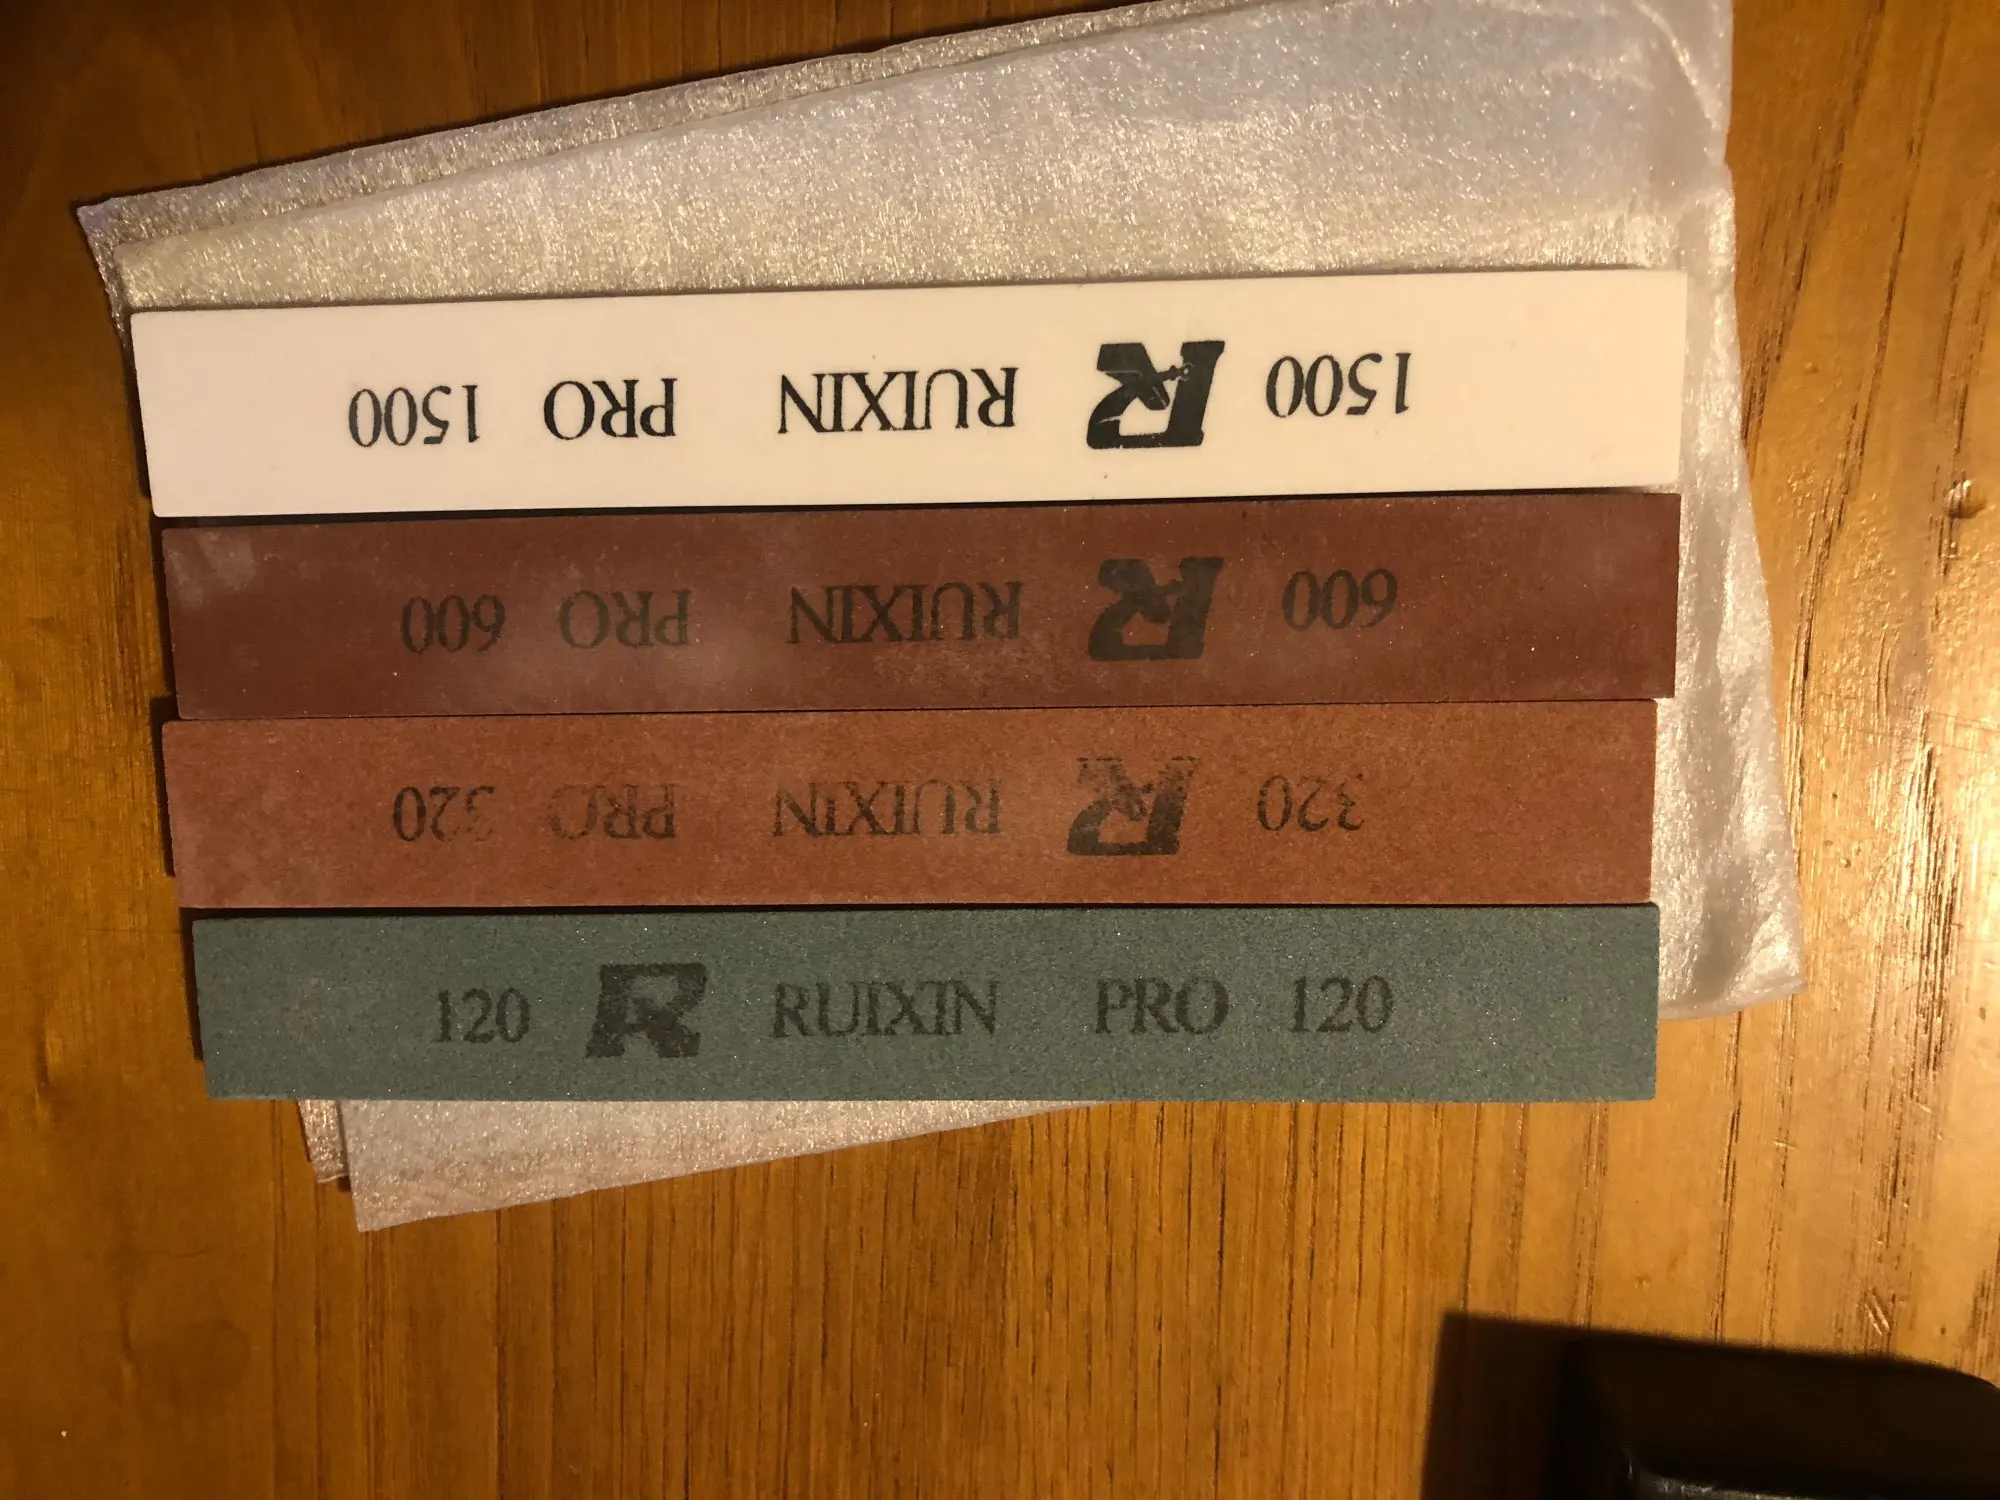 1500 R RUIXIN PRO 1500
600 R RUIXIN PRO 600
320 R RUIXIN PRO 320
120 R RUIXIN PRO 120